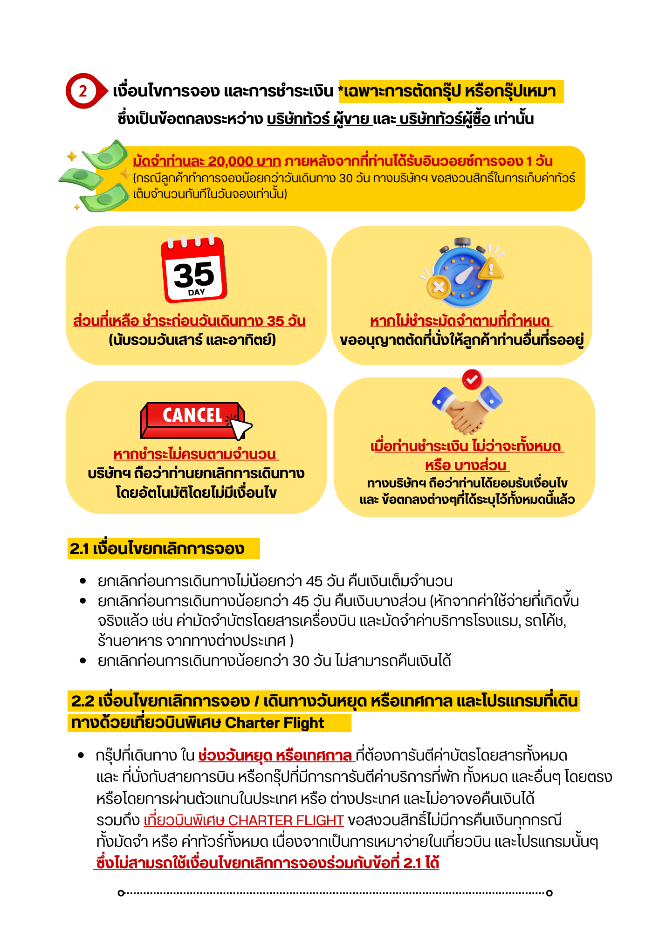 2 เงื่อนไขการจอง และการชำระเงิน *เฉพาะการตัดกรุ๊ป หรือกรุ๊ปเหมา
ซึ่งเป็นข้อตกลงระหว่าง บริษัททัวร์ ผู้ขาย และ บริษัททัวร์ผู้ซื้อ เท่านั้น
มัดจำท่านละ 20,000 บาท ภายหลังจากที่ท่านได้รับอินวอยซ์การจอง 1 วัน
(กรณีลูกค้าทำการจองน้อยกว่าวันเดินทาง 30 วัน ทางบริษัทฯ ขอสงวนสิทธิ์ในการเก็บค่าทัวร์
เต็มจำนวนทันทีในวันจองเท่านั้น)
35
DAY
ส่วนที่เหลือ ชำระก่อนวันเดินทาง 35 วัน
(นับรวมวันเสาร์ และอาทิตย์)
หากไม่ชำระมัดจำตามที่กำหนด
ขออนุญาตตัดที่นั่งให้ลูกค้าท่านอื่นที่รออยู่
CANCEL
หากชำระไม่ครบตามจำนวน
บริษัทฯ ถือว่าท่านยกเลิกการเดินทาง
โดยอัตโนมัติโดยไม่มีเงื่อนไข
เมื่อท่านชำระเงิน ไม่ว่าจะทั้งหมด
หรือ บางส่วน
ทางบริษัทฯ ถือว่าท่านได้ยอมรับเงื่อนไข
และ ข้อตกลงต่างๆที่ได้ระบุไว้ทั้งหมดนี้แล้ว
2.1 เงื่อนไขยกเลิกการจอง
• ยกเลิกก่อนการเดินทางไม่น้อยกว่า 45 วัน คืนเงินเต็มจำนวน
• ยกเลิกก่อนการเดินทางน้อยกว่า 45 วัน คืนเงินบางส่วน (หักจากค่าใช้จ่ายที่เกิดขึ้น
จริงแล้ว เช่น ค่ามัดจำบัตรโดยสารเครื่องบิน และมัดจำค่าบริการโรงแรม, รถโค้ช,
ร้านอาหาร จากทางต่างประเทศ )
• ยกเลิกก่อนการเดินทางน้อยกว่า 30 วัน ไม่สามารถคืนเงินได้
2.2 เงื่อนไขยกเลิกการจอง / เดินทางวันหยุด หรือเทศกาล และโปรแกรมที่เดิน
ทางด้วยเที่ยวบินพิเศษ Charter Flight
• กรุ๊ปที่เดินทาง ใน ช่วงวันหยุด หรือเทศกาล ที่ต้องการันตีค่าบัตรโดยสารทั้งหมด
และ ที่นั่งกับสายการบิน หรือกรุ๊ปที่มีการการันตีค่าบริการที่พัก ทั้งหมด และอื่นๆ โดยตรง
หรือโดยการผ่านตัวแทนในประเทศ หรือ ต่างประเทศ และไม่อาจขอคืนเงินได้
รวมถึง เที่ยวบินพิเศษ CHARTER FLIGHT ขอสงวนสิทธิ์ไม่มีการคืนเงินทุกกรณี
ทั้งมัดจำ หรือ ค่าทัวร์ทั้งหมด เนื่องจากเป็นการเหมาจ่ายในเที่ยวบิน และโปรแกรมนั้นๆ
ซึ่งไม่สามรถใช้เงื่อนไขยกเลิกการจองร่วมกับข้อที่ 2.1 ได้